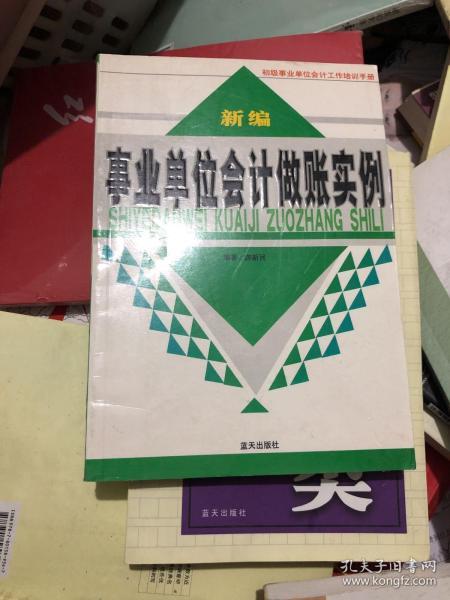 初级事业单位会计工作培训手册
新编
事业单位会计做账实例
SHIYEDANWEI KUAIJI ZUOZHANG SHILI
蓝天出版社
类
蓝天出版社
孔夫子旧书网
www.kongfz.com